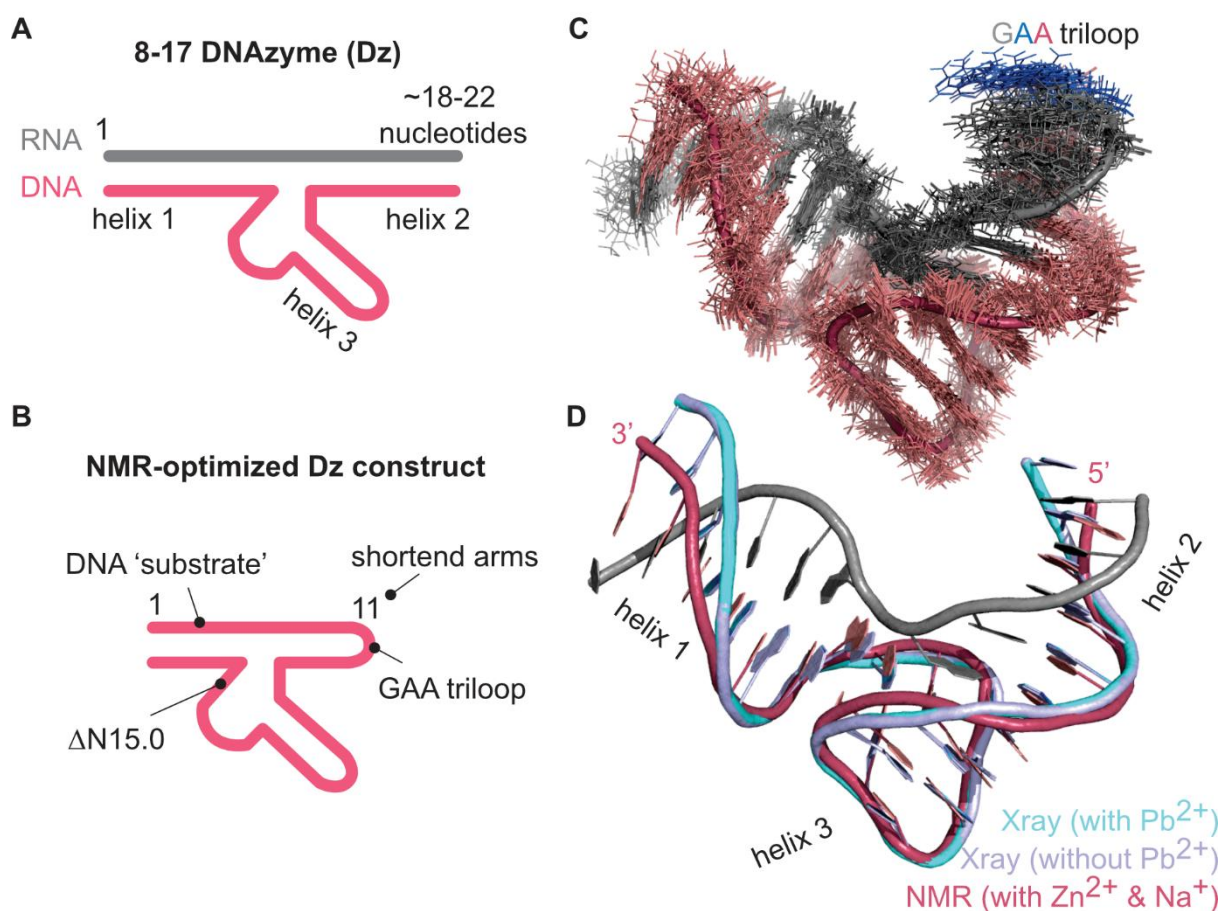 A
8-17 DNAzyme (Dz)
~18-22
nucleotides
1
RNA
DNA
helix 1
helix 2
helix 3
B
NMR-optimized Dz construct
DNA ‘substrate’
shortend arms
1
11
GAA triloop
ΔN15.0
C
GAA triloop
D
3’
5’
helix 1
helix 2
helix 3
Xray (with Pb²⁺)
Xray (without Pb²⁺)
NMR (with Zn²⁺ & Na⁺)